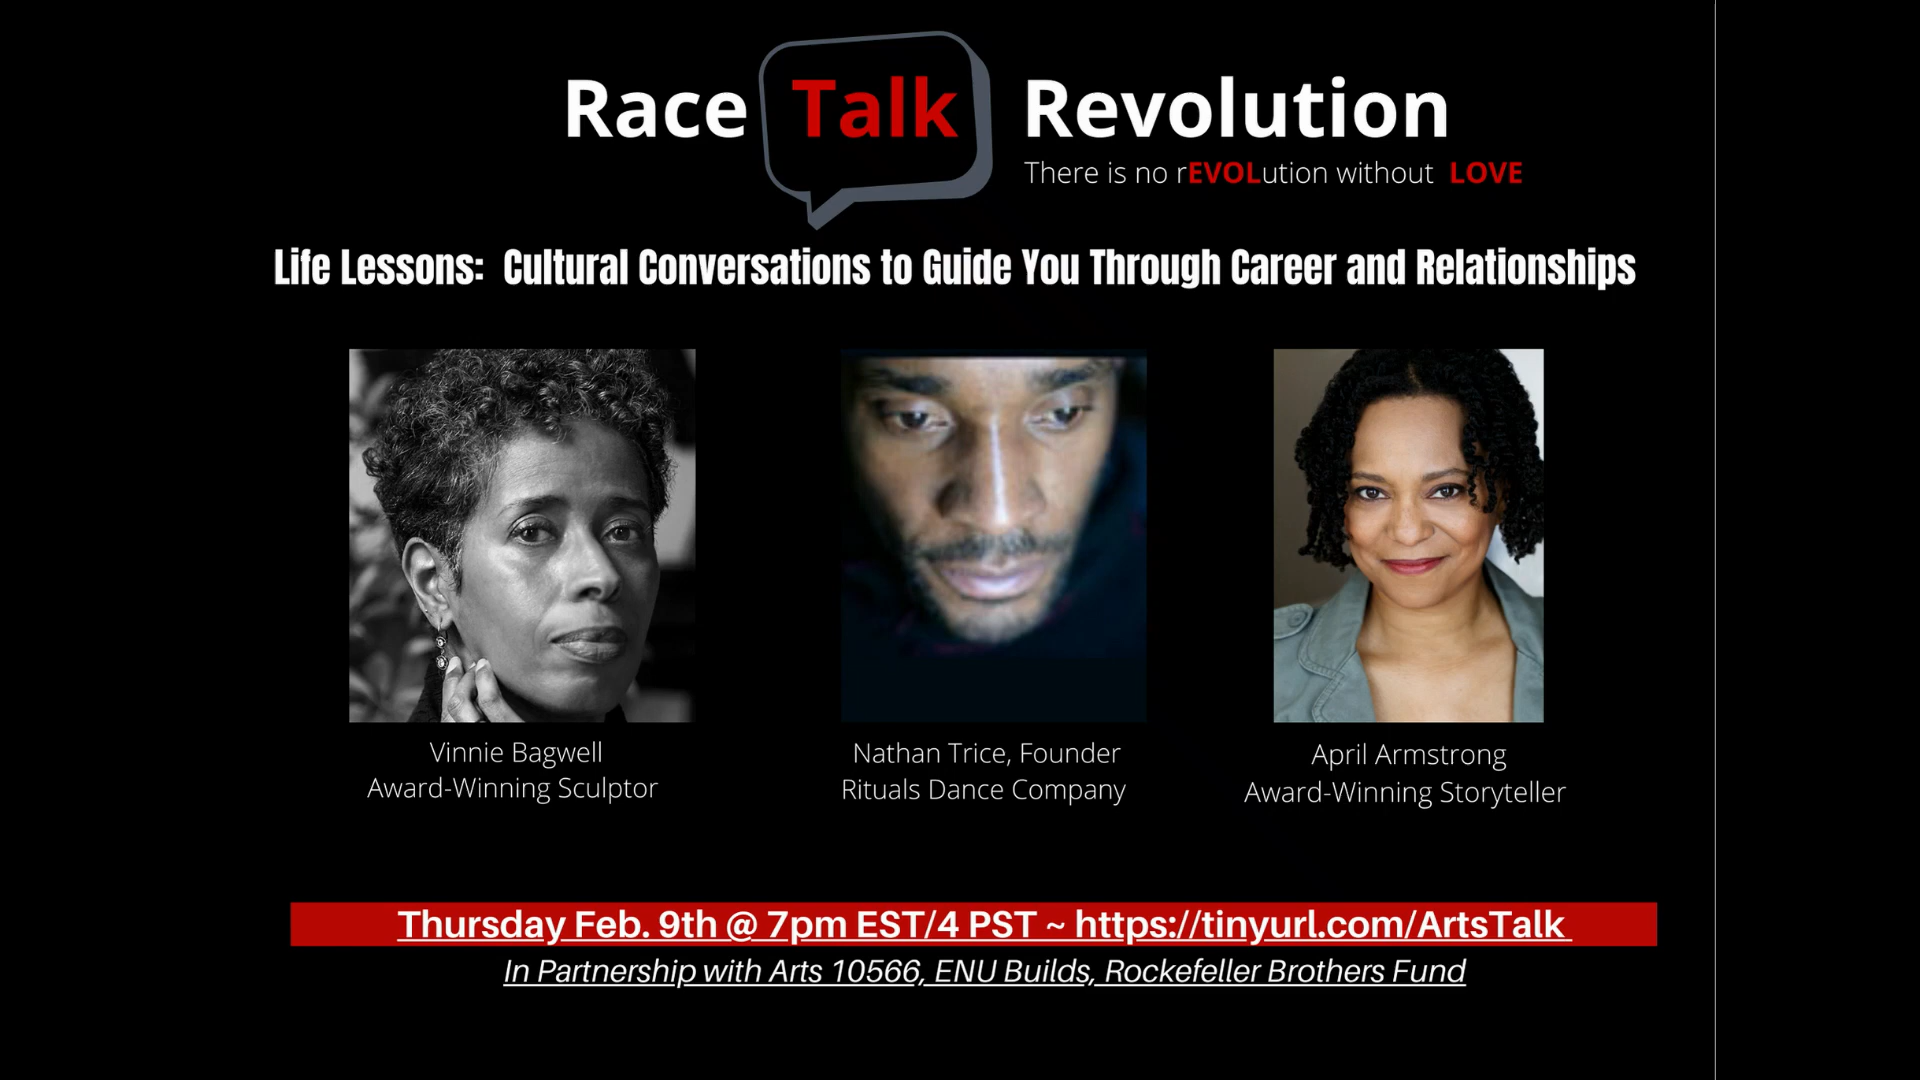 Race Talk Revolution
There is no rEVOLution without LOVE
Life Lessons: Cultural Conversations to Guide You Through Career and Relationships
Vinnie Bagwell
Award-Winning Sculptor
Nathan Trice, Founder
Rituals Dance Company
April Armstrong
Award-Winning Storyteller
Thursday Feb. 9th @ 7pm EST/4 PST ~ https://tinyurl.com/ArtsTalk
In Partnership with Arts 10566, ENU Builds, Rockefeller Brothers Fund